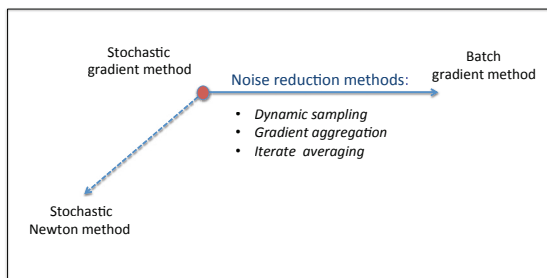 Stochastic
gradient method
Batch
gradient method
Noise reduction methods:
• Dynamic sampling
• Gradient aggregation
• Iterate averaging
Stochastic
Newton method